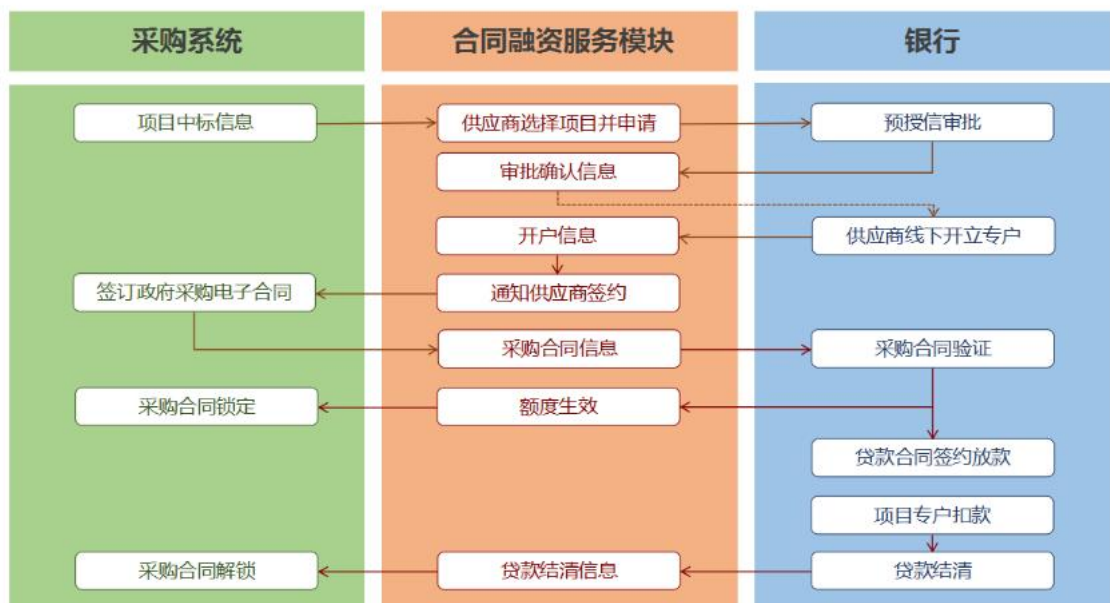 采购系统
合同融资服务模块
银行
项目中标信息
供应商选择项目并申请
预授信审批
审批确认信息
开户信息
供应商线下开立专户
签订政府采购电子合同
通知供应商签约
采购合同信息
采购合同验证
采购合同锁定
额度生效
贷款合同签约放款
项目专户扣款
采购合同解锁
贷款结清信息
贷款结清